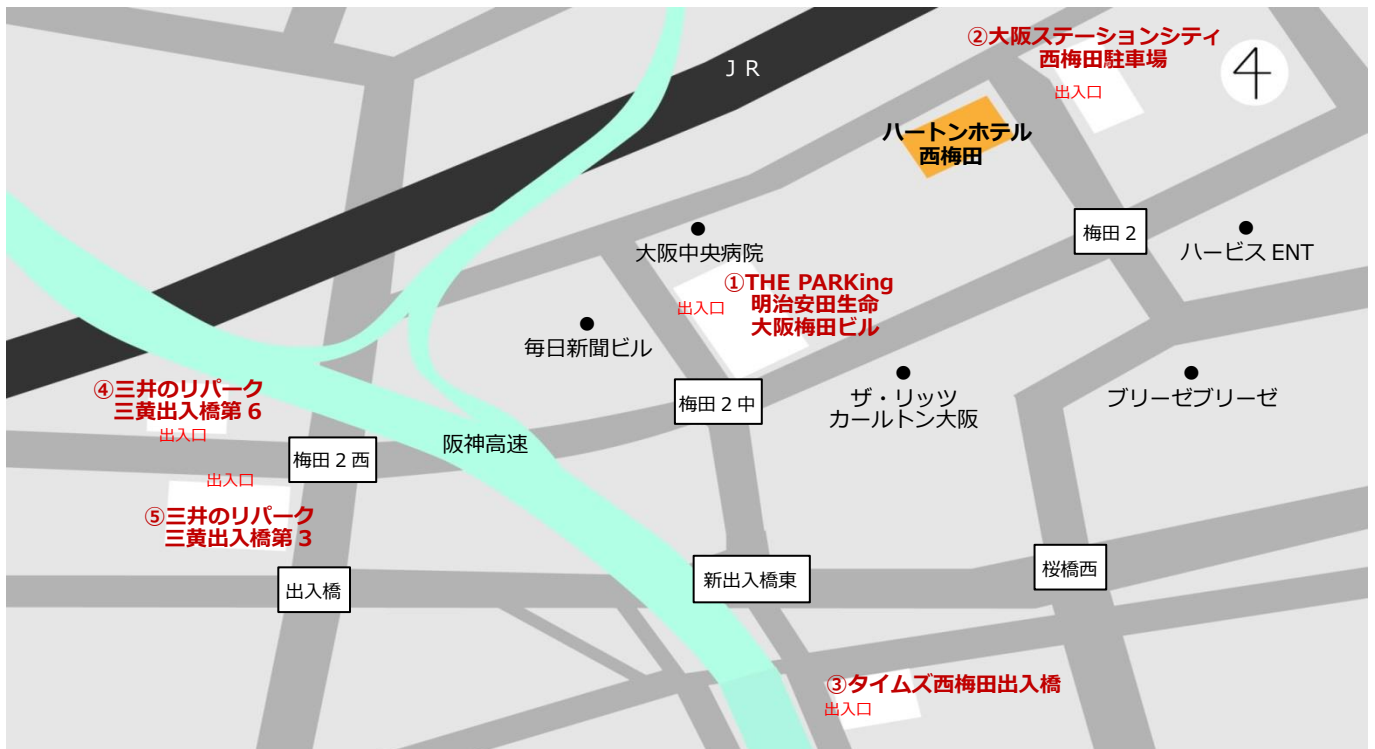 ＪＲ
②大阪ステーションシティ
西梅田駐車場
出入口
ハートンホテル
西梅田
梅田２
ハービス ENT
大阪中央病院
①THE PARKing
明治安田生命
大阪梅田ビル
出入口
毎日新聞ビル
④三井のリパーク
三黄出入橋第６
出入口
梅田２中
ザ・リッツ
カールトン大阪
ブリーゼブリーゼ
阪神高速
梅田２西
出入口
⑤三井のリパーク
三黄出入橋第３
出入橋
新出入橋東
桜橋西
③タイムズ西梅田出入橋
出入口